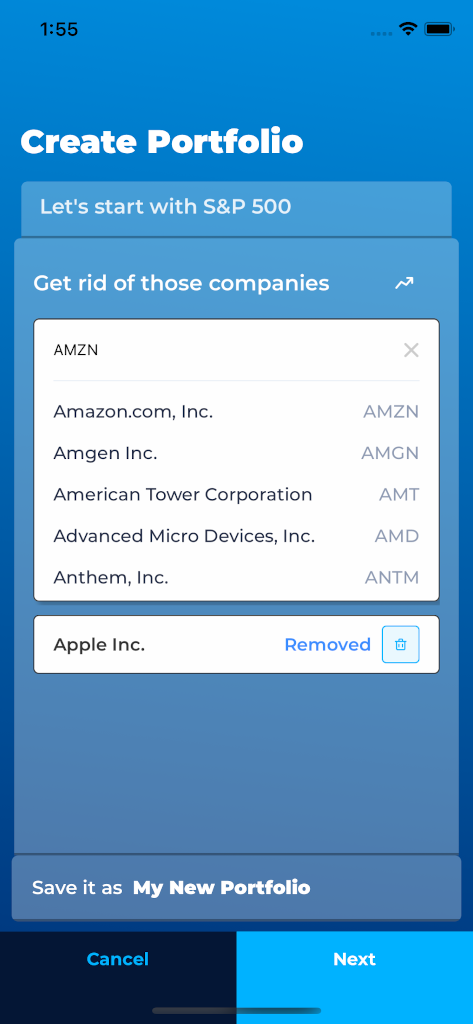 1:55
Create Portfolio
Let's start with S&P 500
Get rid of those companies
AMZN
Amazon.com, Inc. AMZN
Amgen Inc. AMGN
American Tower Corporation AMT
Advanced Micro Devices, Inc. AMD
Anthem, Inc. ANTM
Apple Inc. Removed
Save it as My New Portfolio
Cancel Next